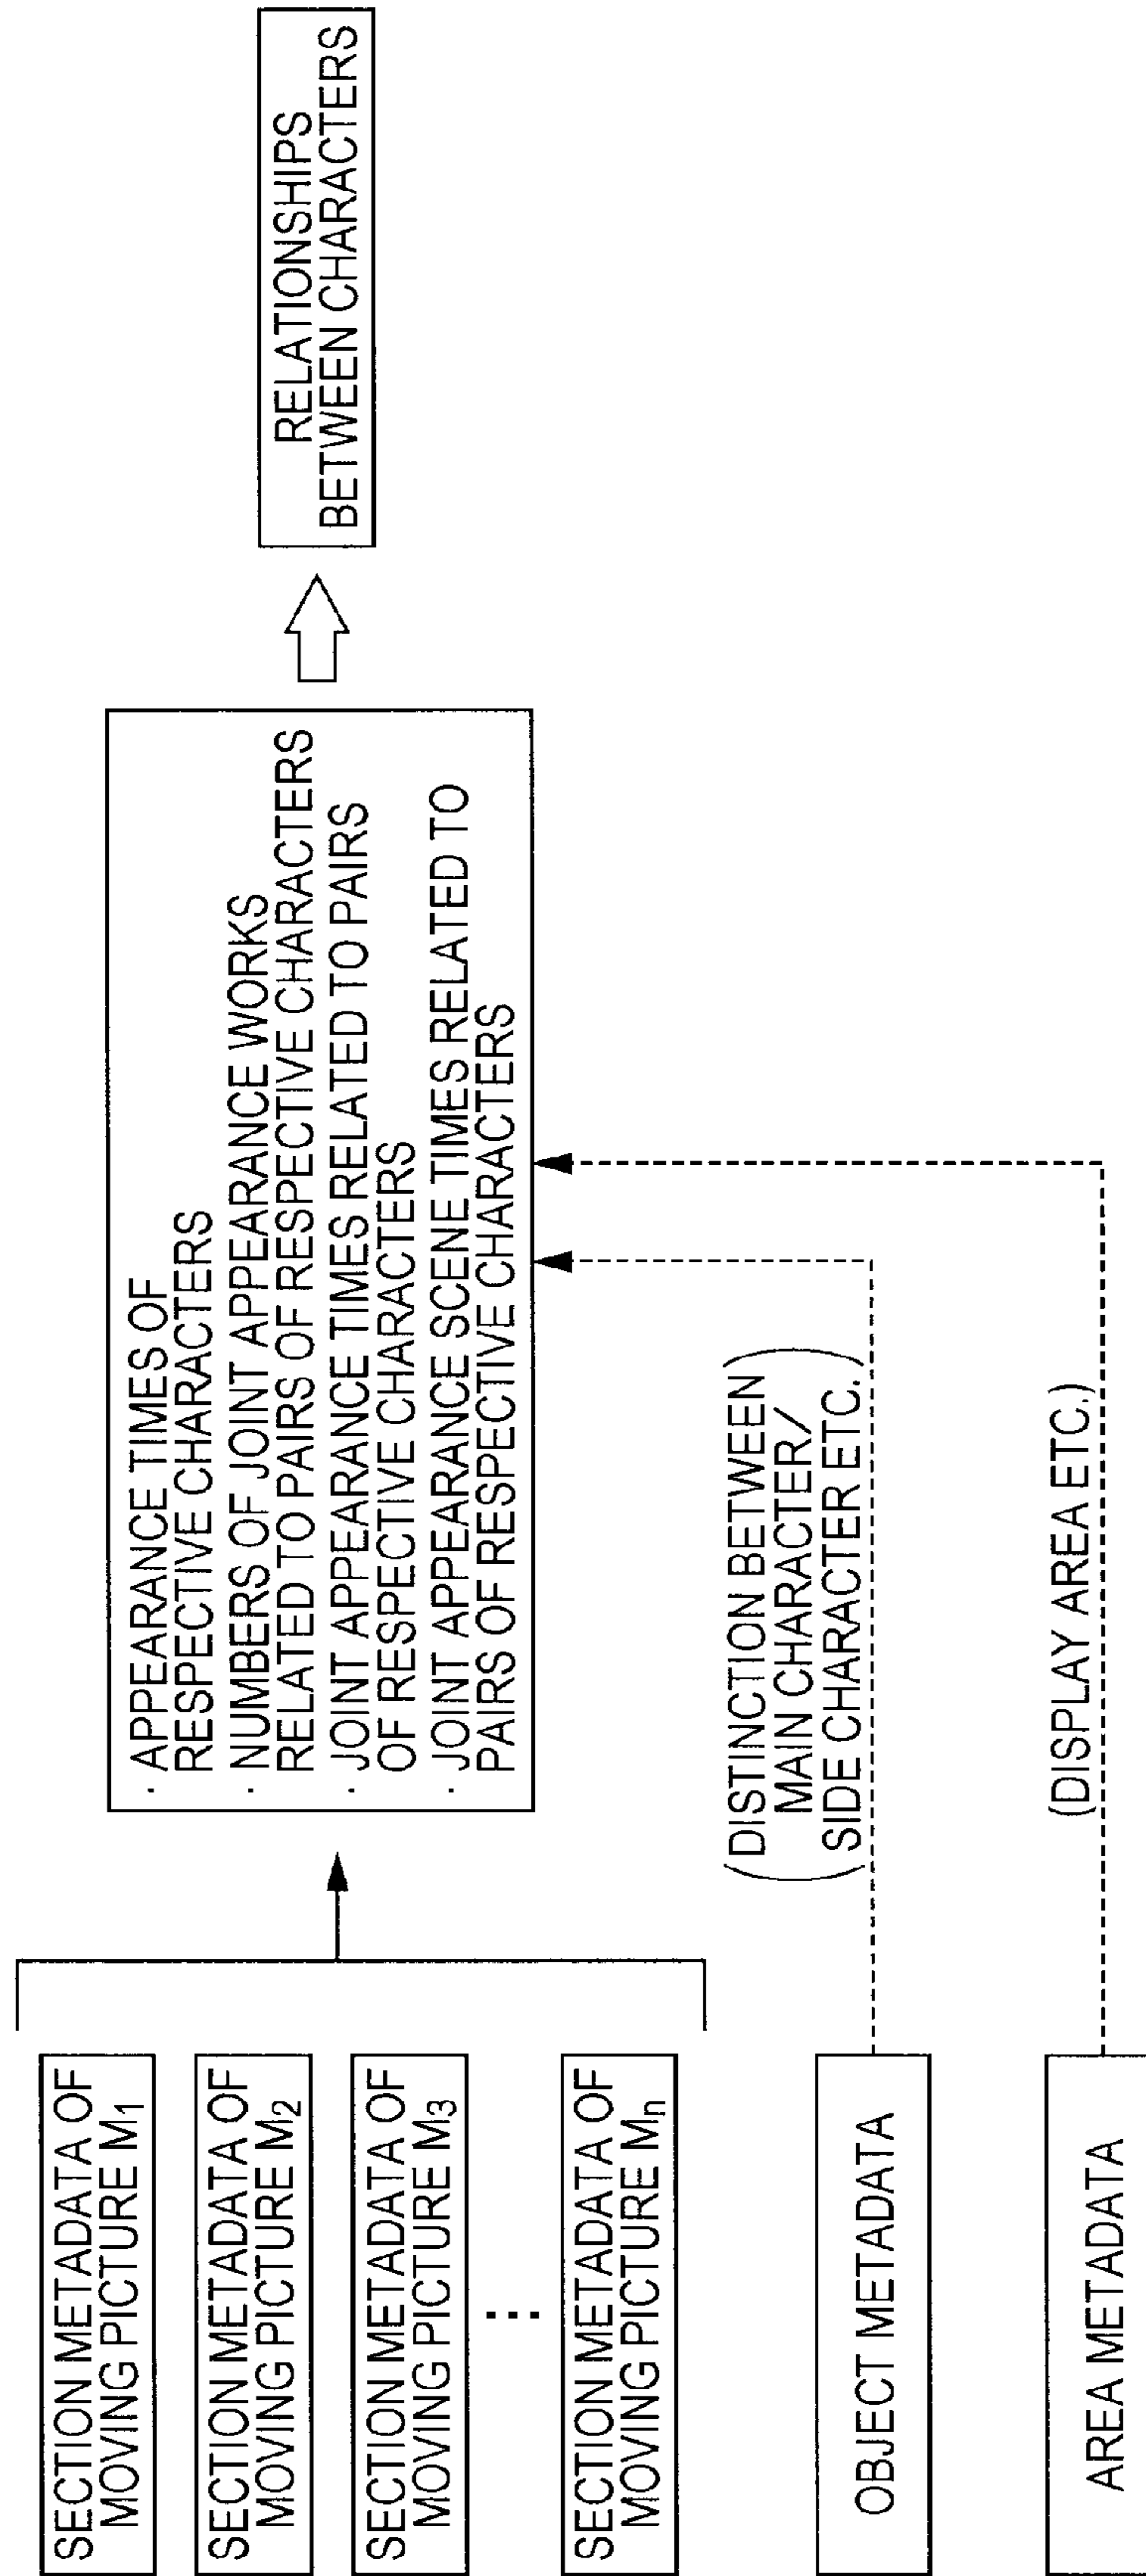 SECTION METADATA OF
MOVING PICTURE M1
SECTION METADATA OF
MOVING PICTURE M2
SECTION METADATA OF
MOVING PICTURE M3
...
SECTION METADATA OF
MOVING PICTURE Mn
OBJECT METADATA
AREA METADATA
· APPEARANCE TIMES OF
RESPECTIVE CHARACTERS
· NUMBERS OF JOINT APPEARANCE WORKS
RELATED TO PAIRS OF RESPECTIVE CHARACTERS
· JOINT APPEARANCE TIMES RELATED TO PAIRS
OF RESPECTIVE CHARACTERS
· JOINT APPEARANCE SCENE TIMES RELATED TO
PAIRS OF RESPECTIVE CHARACTERS
(DISTINCTION BETWEEN
MAIN CHARACTER/
SIDE CHARACTER ETC.)
(DISPLAY AREA ETC.)
RELATIONSHIPS
BETWEEN CHARACTERS